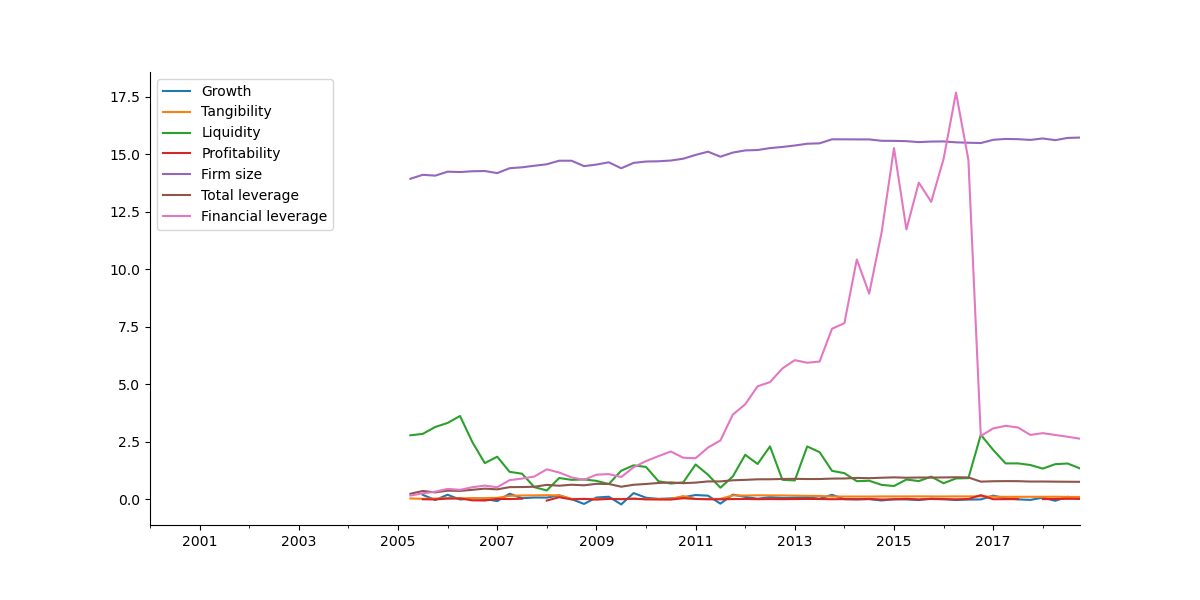 17.5
15.0
12.5
10.0
7.5
5.0
2.5
0.0
Growth
Tangibility
Liquidity
Profitability
Firm size
Total leverage
Financial leverage
2001
2003
2005
2007
2009
2011
2013
2015
2017